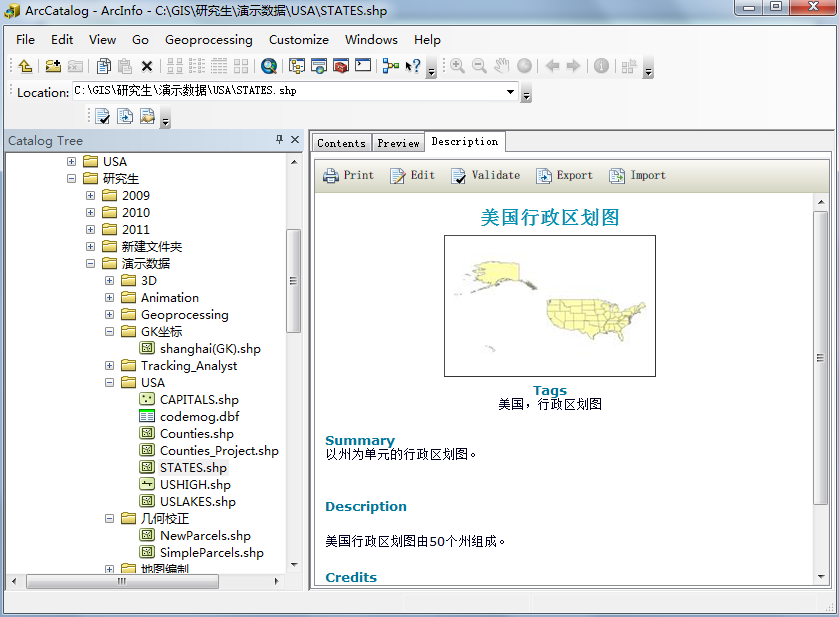 ArcCatalog - ArcInfo - C:\GIS\研究生\演示数据\USA\STATES.shp
File Edit View Go Geoprocessing Customize Windows Help
Location: C:\GIS\研究生\演示数据\USA\STATES.shp
Catalog Tree
USA
研究生
2009
2010
2011
新建文件夹
演示数据
3D
Animation
Geoprocessing
GK坐标
shanghai(GK).shp
Tracking_Analyst
USA
CAPITALS.shp
codemog.dbf
Counties.shp
Counties_Project.shp
STATES.shp
USHIGH.shp
USLAKES.shp
几何校正
NewParcels.shp
SimpleParcels.shp
地图编制
Contents Preview Description
Print Edit Validate Export Import
美国行政区划图
Tags
美国，行政区划图
Summary
以州为单元的行政区划图。
Description
美国行政区划图由50个州组成。
Credits